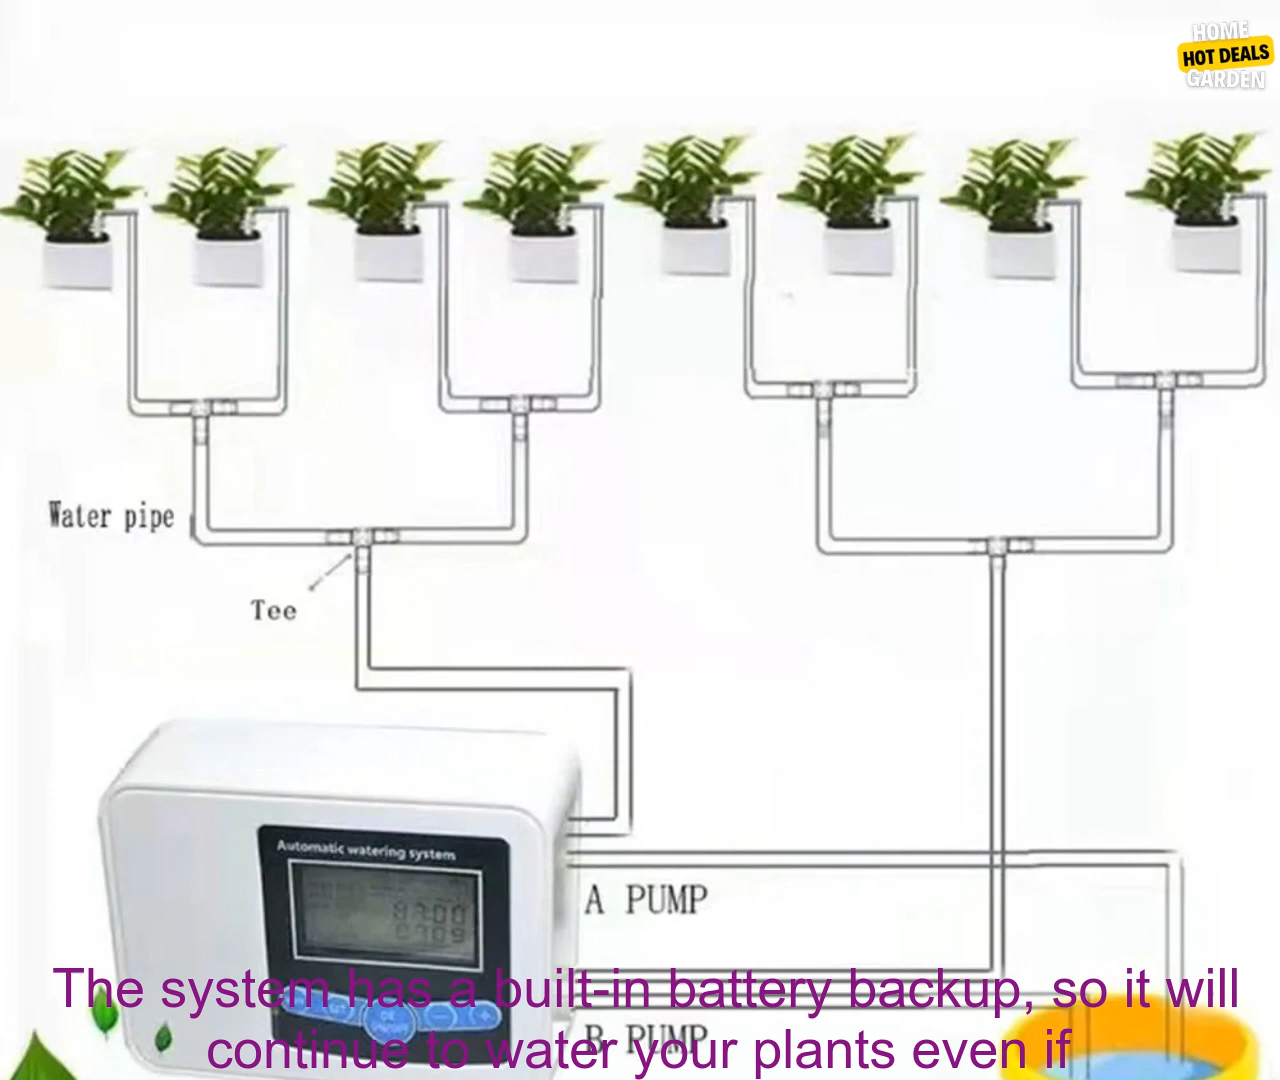 HOME
HOT DEALS
GARDEN
Water pipe
Tee
Automatic watering system
A PUMP
B PUMP
The system has a built-in battery backup, so it will
continue to water your plants even if